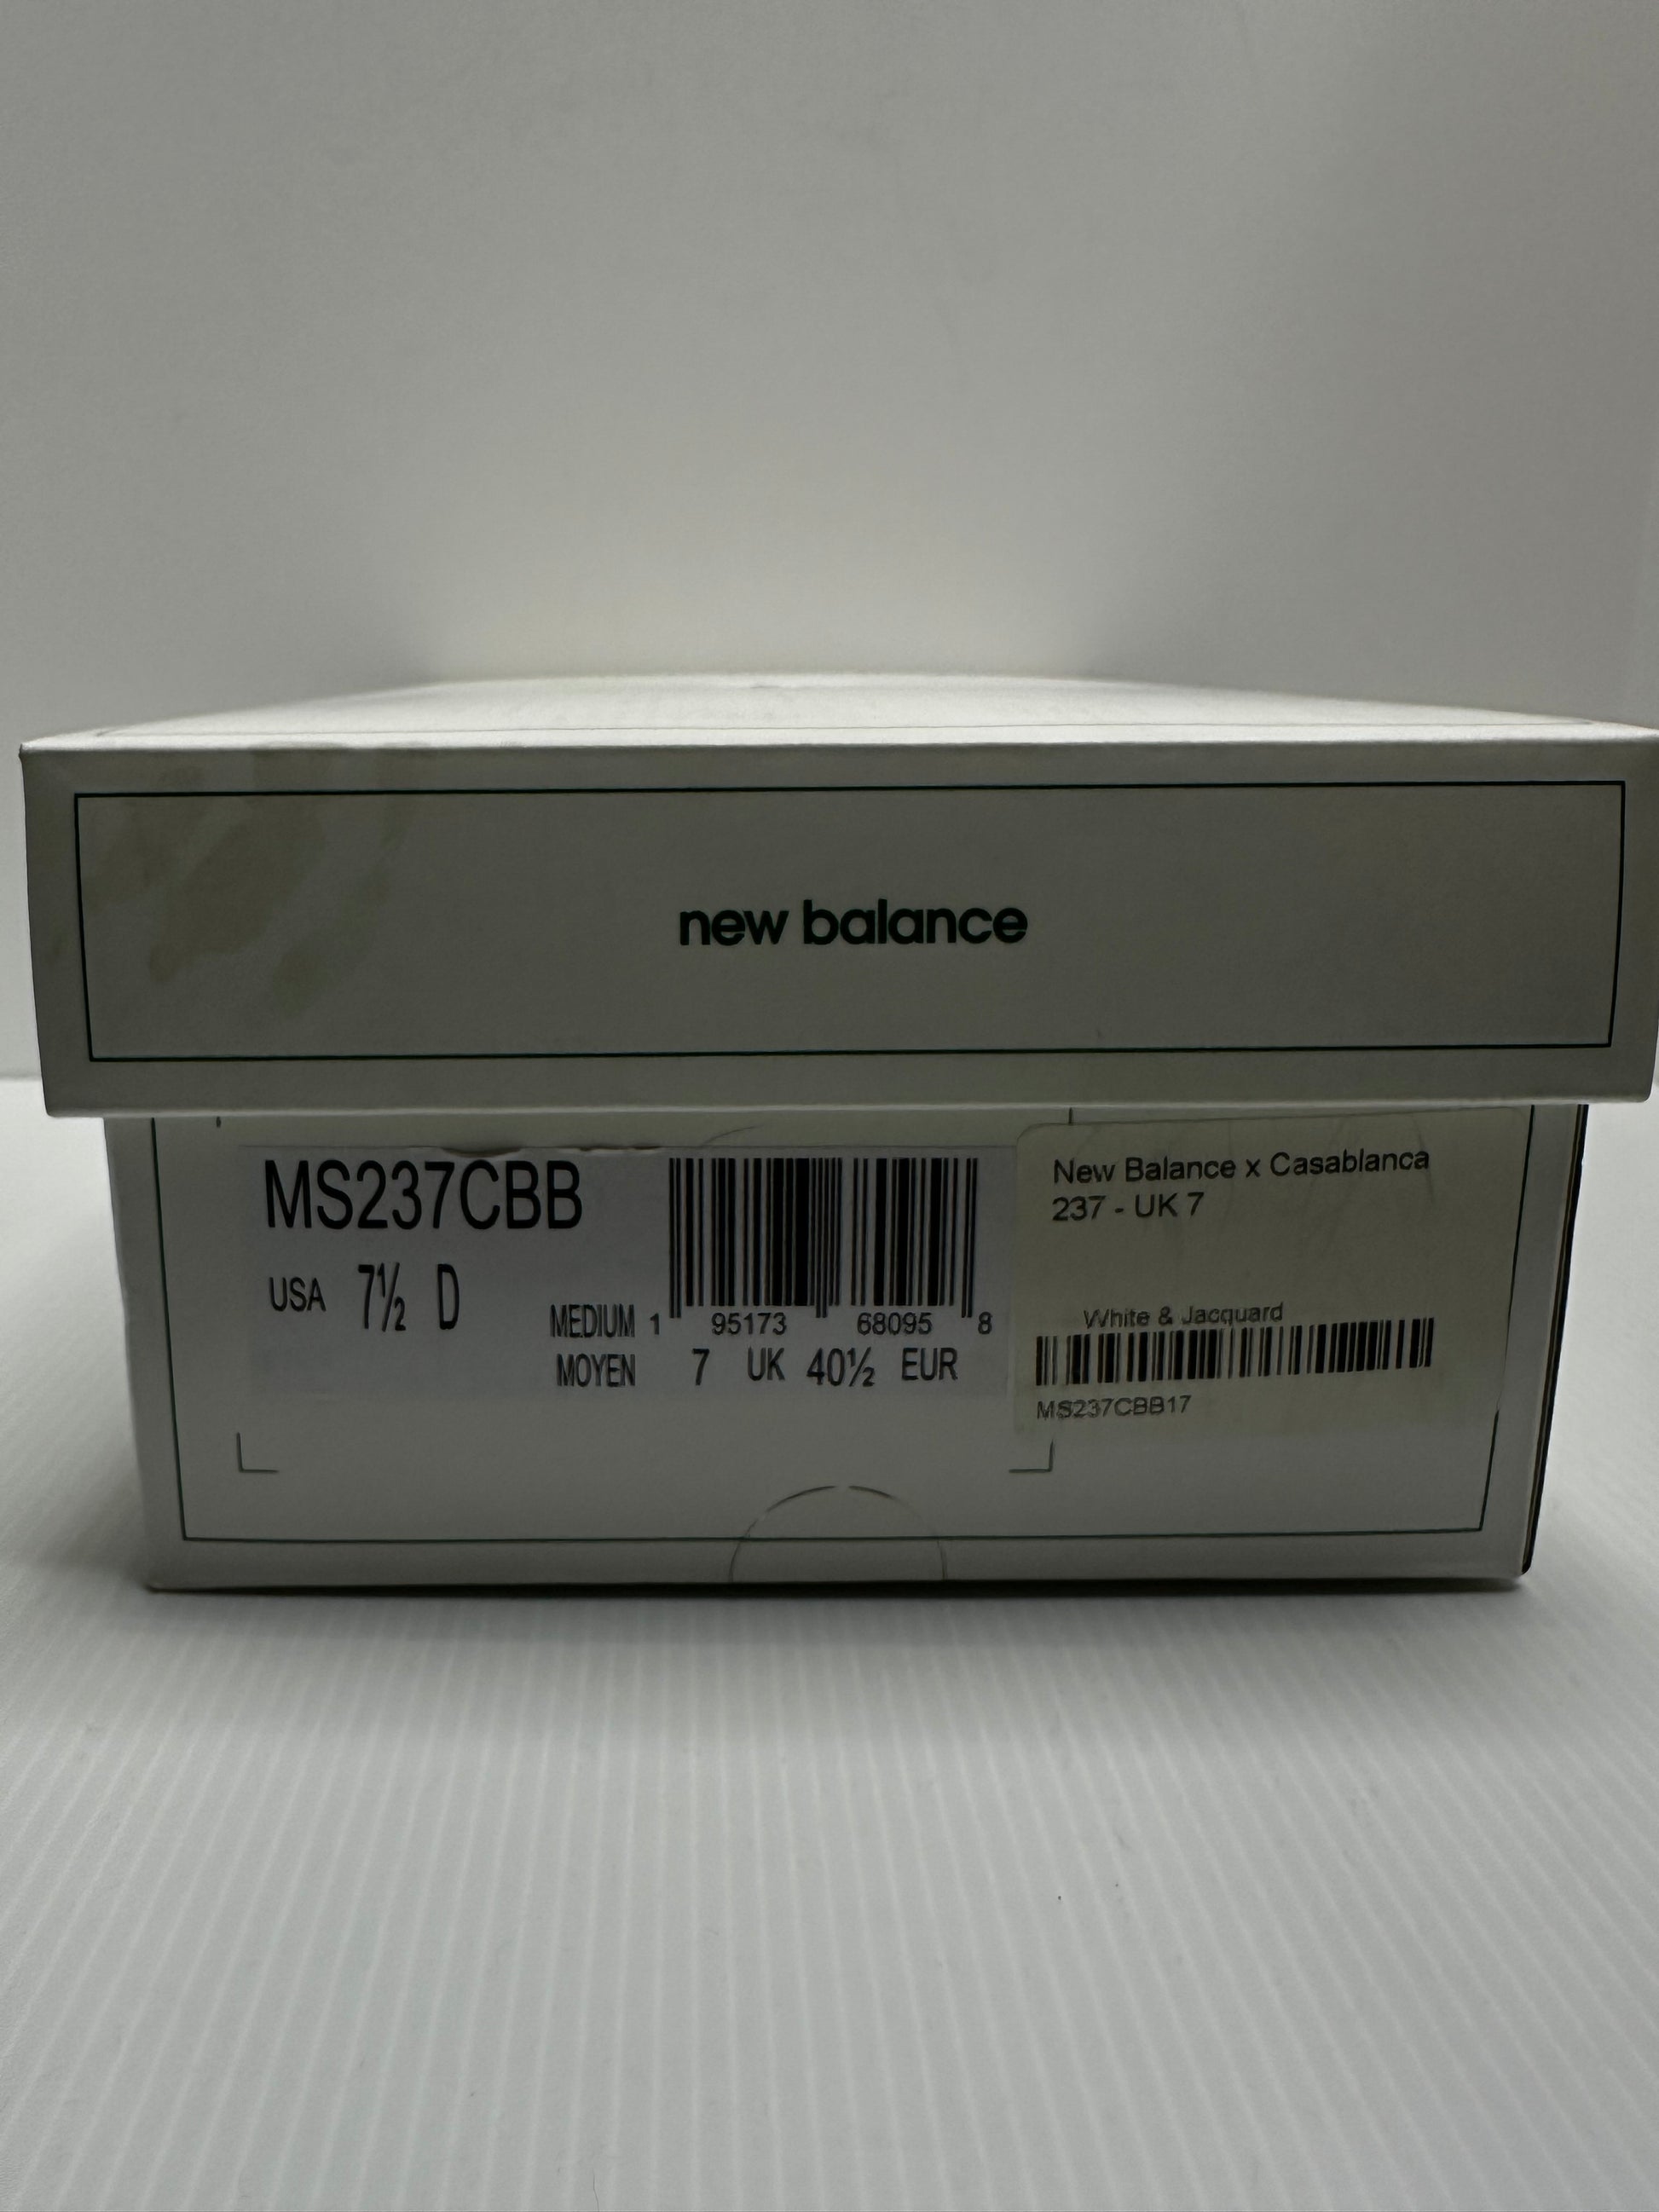 new balance
MS237CBB
USA 7½ D
MEDIUM 1 95173 68095 8
MOYEN 7 UK 40½ EUR
New Balance x Casablanca
237 - UK 7
White & Jacquard
MS237CBB17